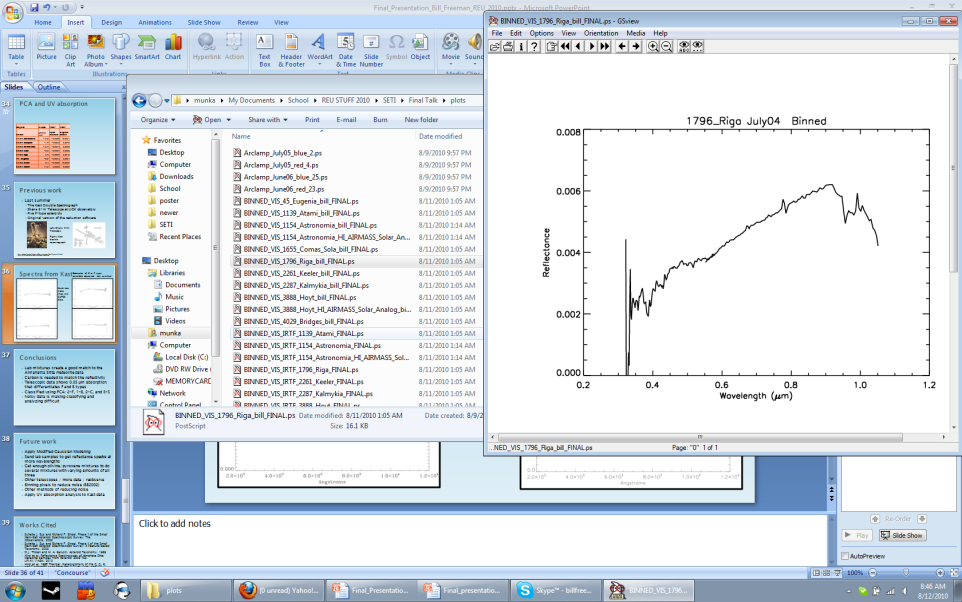 Final_Presentation_Bill_Freeman_REU_2010.pptx - Microsoft PowerPoint
Home Insert Design Animations Slide Show Review View
Table
Picture Clip Art Photo Album Shapes SmartArt Chart
Hyperlink Action
Text Box Header & Footer WordArt Date & Time Slide Number Symbol Object
Movie Sound
Tables Illustrations
Slides Outline
34
PCA and UV absorption
35
Previous work
36
Spectra from Kast
37
Conclusions
38
Future work
39
Works Cited
munka My Documents School REU STUFF 2010 SETI Final Talk plots
Organize Open Share with Print E-mail Burn New folder
Favorites
Desktop
Computer
Downloads
School
poster
newer
SETI
Recent Places
Desktop
Libraries
Documents
Music
Pictures
Videos
munka
Computer
Local Disk (C:)
DVD RW Drive
MEMORYCARD
Network
Control Panel
Name Date modified
Arclamp_July05_blue_2.ps 8/9/2010 9:57 PM
Arclamp_July05_red_4.ps 8/9/2010 9:57 PM
Arclamp_June06_blue_25.ps 8/9/2010 9:57 PM
Arclamp_June06_red_23.ps 8/9/2010 9:57 PM
BINNED_VIS_45_Eugenia_bill_FINAL.ps 8/11/2010 1:05 AM
BINNED_VIS_1139_Atami_bill_FINAL.ps 8/11/2010 1:05 AM
BINNED_VIS_1154_Astronomia_bill_FINAL.ps 8/11/2010 1:14 AM
BINNED_VIS_1154_Astronomia_HI_AIRMASS_Solar_An... 8/11/2010 1:14 AM
BINNED_VIS_1655_Comas_Sola_bill_FINAL.ps 8/11/2010 1:05 AM
BINNED_VIS_1796_Riga_bill_FINAL.ps 8/11/2010 1:05 AM
BINNED_VIS_2261_Keeler_bill_FINAL.ps 8/11/2010 1:05 AM
BINNED_VIS_2287_Kalmykia_bill_FINAL.ps 8/11/2010 1:05 AM
BINNED_VIS_3888_Hoyt_bill_FINAL.ps 8/11/2010 1:05 AM
BINNED_VIS_3888_Hoyt_HI_AIRMASS_Solar_Analog_bi... 8/11/2010 1:05 AM
BINNED_VIS_4029_Bridges_bill_FINAL.ps 8/11/2010 1:05 AM
BINNED_VIS_IRTF_1139_Atami_FINAL.ps 8/11/2010 1:05 AM
BINNED_VIS_IRTF_1154_Astronomia_FINAL.ps 8/11/2010 1:14 AM
BINNED_VIS_IRTF_1154_Astronomia_HI_AIRMASS_Sol... 8/11/2010 1:14 AM
BINNED_VIS_IRTF_1796_Riga_FINAL.ps 8/11/2010 1:05 AM
BINNED_VIS_IRTF_2261_Keeler_FINAL.ps 8/11/2010 1:05 AM
BINNED_VIS_IRTF_2287_Kalmykia_FINAL.ps 8/11/2010 1:05 AM
BINNED_VIS_IRTF_3888_Hoyt_FINAL.ps 8/11/2010 1:05 AM
BINNED_VIS_1796_Riga_bill_FINAL.ps Date modified: 8/11/2010 1:05 AM Date created: 8/9/2
PostScript Size: 16.1 KB
BINNED_VIS_1796_Riga_bill_FINAL.ps - GSview
File Edit Options View Orientation Media Help
1796_Riga July04 Binned
0.008
0.006
0.004
0.002
0.000
Reflectance
0.2 0.4 0.6 0.8 1.0 1.2
Wavelength (μm)
...NED_VIS_1796_Riga_bill_FINAL.ps Page: "0" 1 of 1
Angstroms
Angstroms
Click to add notes
Re-Order
Play Slide Show
AutoPreview
Slide 36 of 41 "Concourse" 100%
plots (0 unread) Yahoo!... Final_Presentation... Final_presentation... Skype™ - billfree... BINNED_VIS_1796...
8:46 AM
8/12/2010